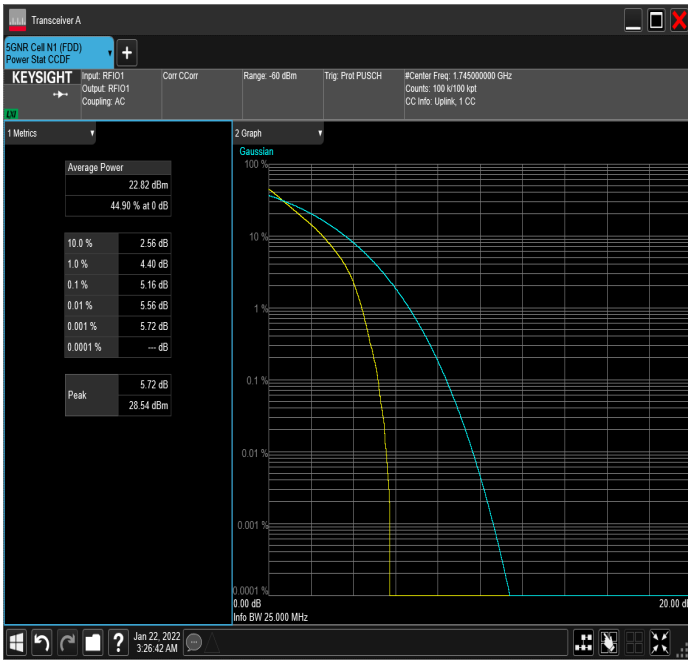 Transceiver A
5GNR Cell N1 (FDD)
Power Stat CCDF
KEYSIGHT
Input: RFIO1
Output: RFIO1
Coupling: AC
Corr CCorr
Range: -60 dBm
Trig: Prot PUSCH
#Center Freq: 1.745000000 GHz
Counts: 100 k/100 kpt
CC Info: Uplink, 1 CC
LXI
1 Metrics
Average Power
22.82 dBm
44.90 % at 0 dB
10.0 % 2.56 dB
1.0 % 4.40 dB
0.1 % 5.16 dB
0.01 % 5.56 dB
0.001 % 5.72 dB
0.0001 % --- dB
Peak
5.72 dB
28.54 dBm
2 Graph
Gaussian
100 %
10 %
1 %
0.1 %
0.01 %
0.001 %
0.0001 %
0.00 dB
20.00 dB
Info BW 25.000 MHz
?
Jan 22, 2022
3:26:42 AM